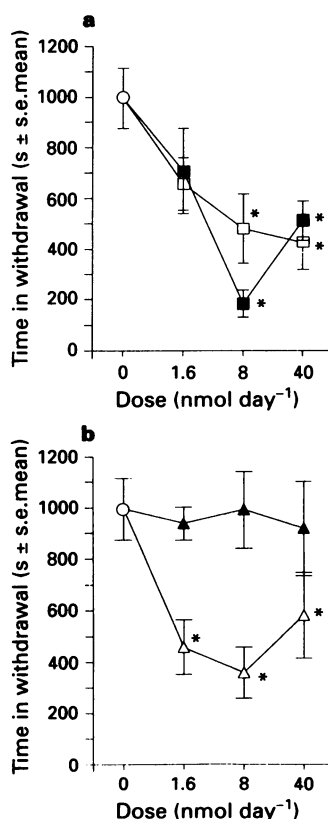 a
1200
1000
800
600
400
200
0
Time in withdrawal (s ± s.e.mean)
*
*
*
*
0 1.6 8 40
Dose (nmol day⁻¹)
b
1200
1000
800
600
400
200
0
Time in withdrawal (s ± s.e.mean)
*
*
*
0 1.6 8 40
Dose (nmol day⁻¹)